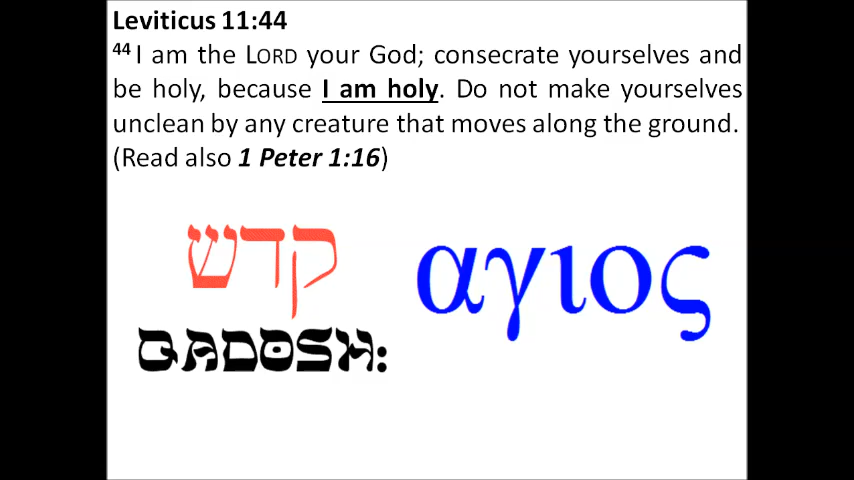 Leviticus 11:44
44 I am the LORD your God; consecrate yourselves and
be holy, because I am holy. Do not make yourselves
unclean by any creature that moves along the ground.
(Read also 1 Peter 1:16)
קדש
αγιος
QADOSH: